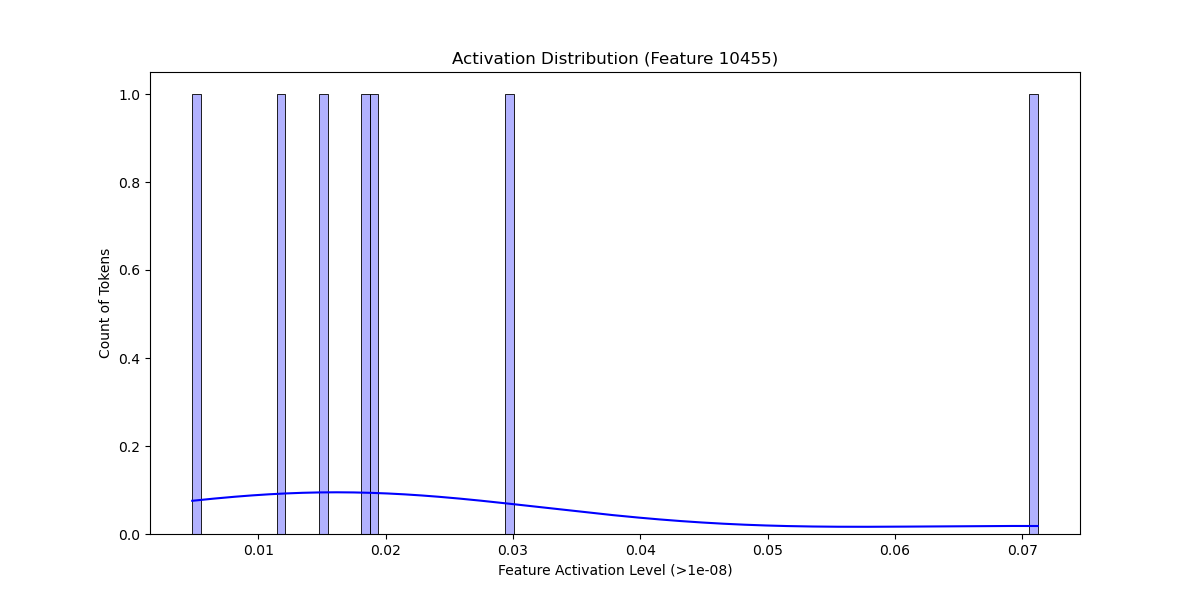 Activation Distribution (Feature 10455)
Count of Tokens
1.0
0.8
0.6
0.4
0.2
0.0
0.01 0.02 0.03 0.04 0.05 0.06 0.07
Feature Activation Level (>1e-08)